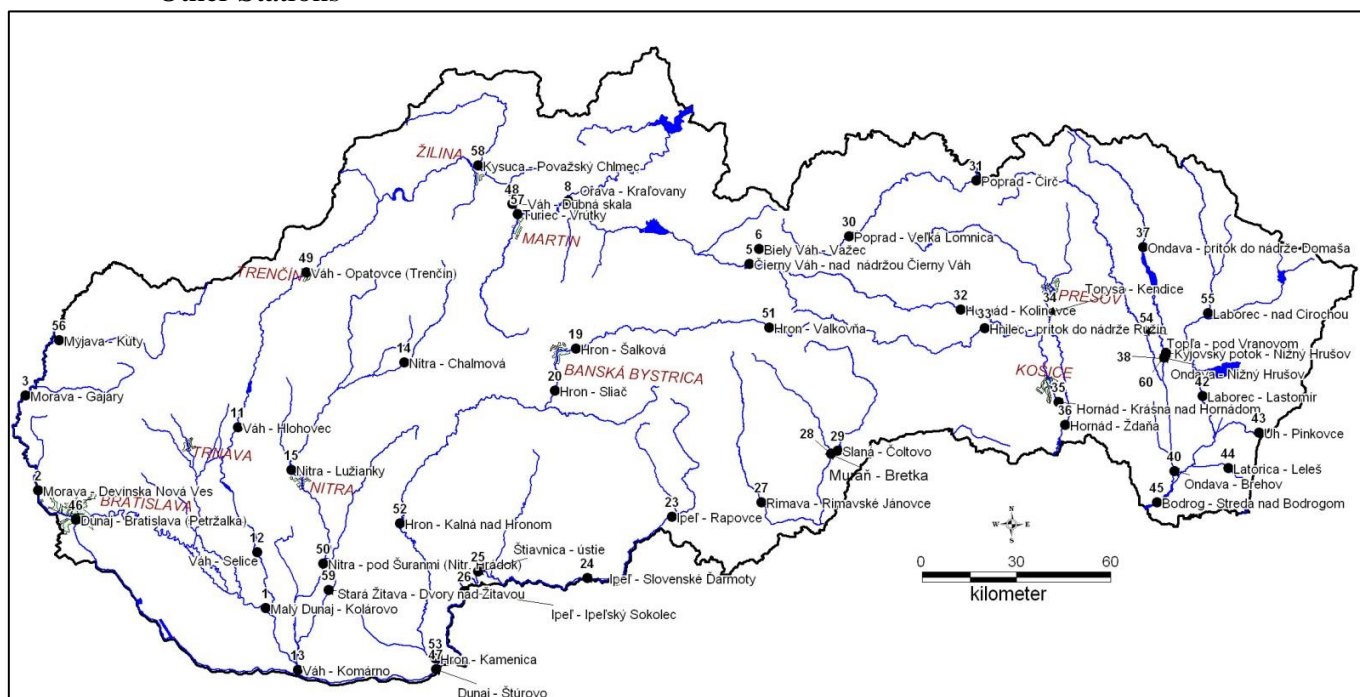 Other Stations
58
ŽILINA
Kysuca - Považský Chlmec
31
Poprad - Čirč
48
57
8
Orava - Kraľovany
Váh - Dubná skala
Turiec - Vrútky
MARTIN
30
Poprad - Veľká Lomnica
6
Biely Váh - Važec
5
Čierny Váh - nad nádržou Čierny Váh
37
Ondava - prítok do nádrže Domaša
49
TRENČÍN
Váh - Opatovce (Trenčín)
PREŠOV
Torysa - Kendice
34
32
Hornád - Kolinovce
33
Hnilec - prítok do nádrže Ružín
55
Laborec - nad Cirochou
51
Hron - Valkovňa
56
Myjava - Kúty
54
Topľa - pod Vranovom
Kyjovský potok - Nižný Hrušov
38
Ondava - Nižný Hrušov
60
19
Hron - Šalková
BANSKÁ BYSTRICA
14
Nitra - Chalmová
20
Hron - Sliač
KOŠICE
35
Hornád - Krásna nad Hornádom
36
Hornád - Ždaňa
42
Laborec - Lastomír
3
Morava - Gajary
11
Váh - Hlohovec
TRNAVA
43
Uh - Pinkovce
28
29
Slaná - Čoltovo
Muráň - Bretka
15
Nitra - Lužianky
NITRA
40
Ondava - Brehov
44
Latorica - Leleš
2
Morava - Devínska Nová Ves
BRATISLAVA
46
Dunaj - Bratislava (Petržalka)
45
Bodrog - Streda nad Bodrogom
27
Rimava - Rimavské Jánovce
23
Ipeľ - Rapovce
52
Hron - Kalná nad Hronom
12
Váh - Selice
50
Nitra - pod Šuranmi (Nitr. Hrádok)
25
Štiavnica - ústie
24
Ipeľ - Slovenské Ďarmoty
59
Stará Žitava - Dvory nad Žitavou
26
Ipeľ - Ipeľský Sokolec
1
Malý Dunaj - Kolárovo
13
Váh - Komárno
53
47
Hron - Kamenica
Dunaj - Štúrovo
N
W E
S
0 30 60
kilometer